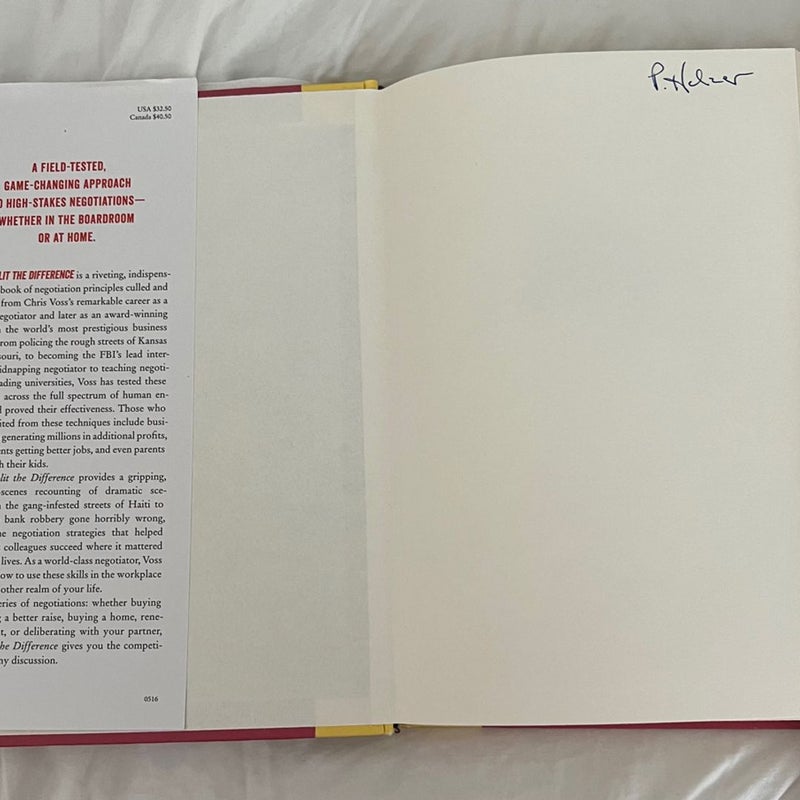 USA $32.50
Canada $40.50
A FIELD-TESTED,
GAME-CHANGING APPROACH
O HIGH-STAKES NEGOTIATIONS—
WHETHER IN THE BOARDROOM
OR AT HOME.
LIT THE DIFFERENCE is a riveting, indispens-
book of negotiation principles culled and
from Chris Voss's remarkable career as a
egotiator and later as an award-winning
the world's most prestigious business
rom policing the rough streets of Kansas
souri, to becoming the FBI's lead inter-
idnapping negotiator to teaching negoti-
ading universities, Voss has tested these
across the full spectrum of human en-
proved their effectiveness. Those who
ited from these techniques include busi-
generating millions in additional profits,
nts getting better jobs, and even parents
h their kids.
lit the Difference provides a gripping,
-scenes recounting of dramatic sce-
the gang-infested streets of Haiti to
bank robbery gone horribly wrong,
e negotiation strategies that helped
colleagues succeed where it mattered
lives. As a world-class negotiator, Voss
ow to use these skills in the workplace
other realm of your life.
eries of negotiations: whether buying
g a better raise, buying a home, rene-
t, or deliberating with your partner,
he Difference gives you the competi-
ny discussion.
0516
P. Helzer